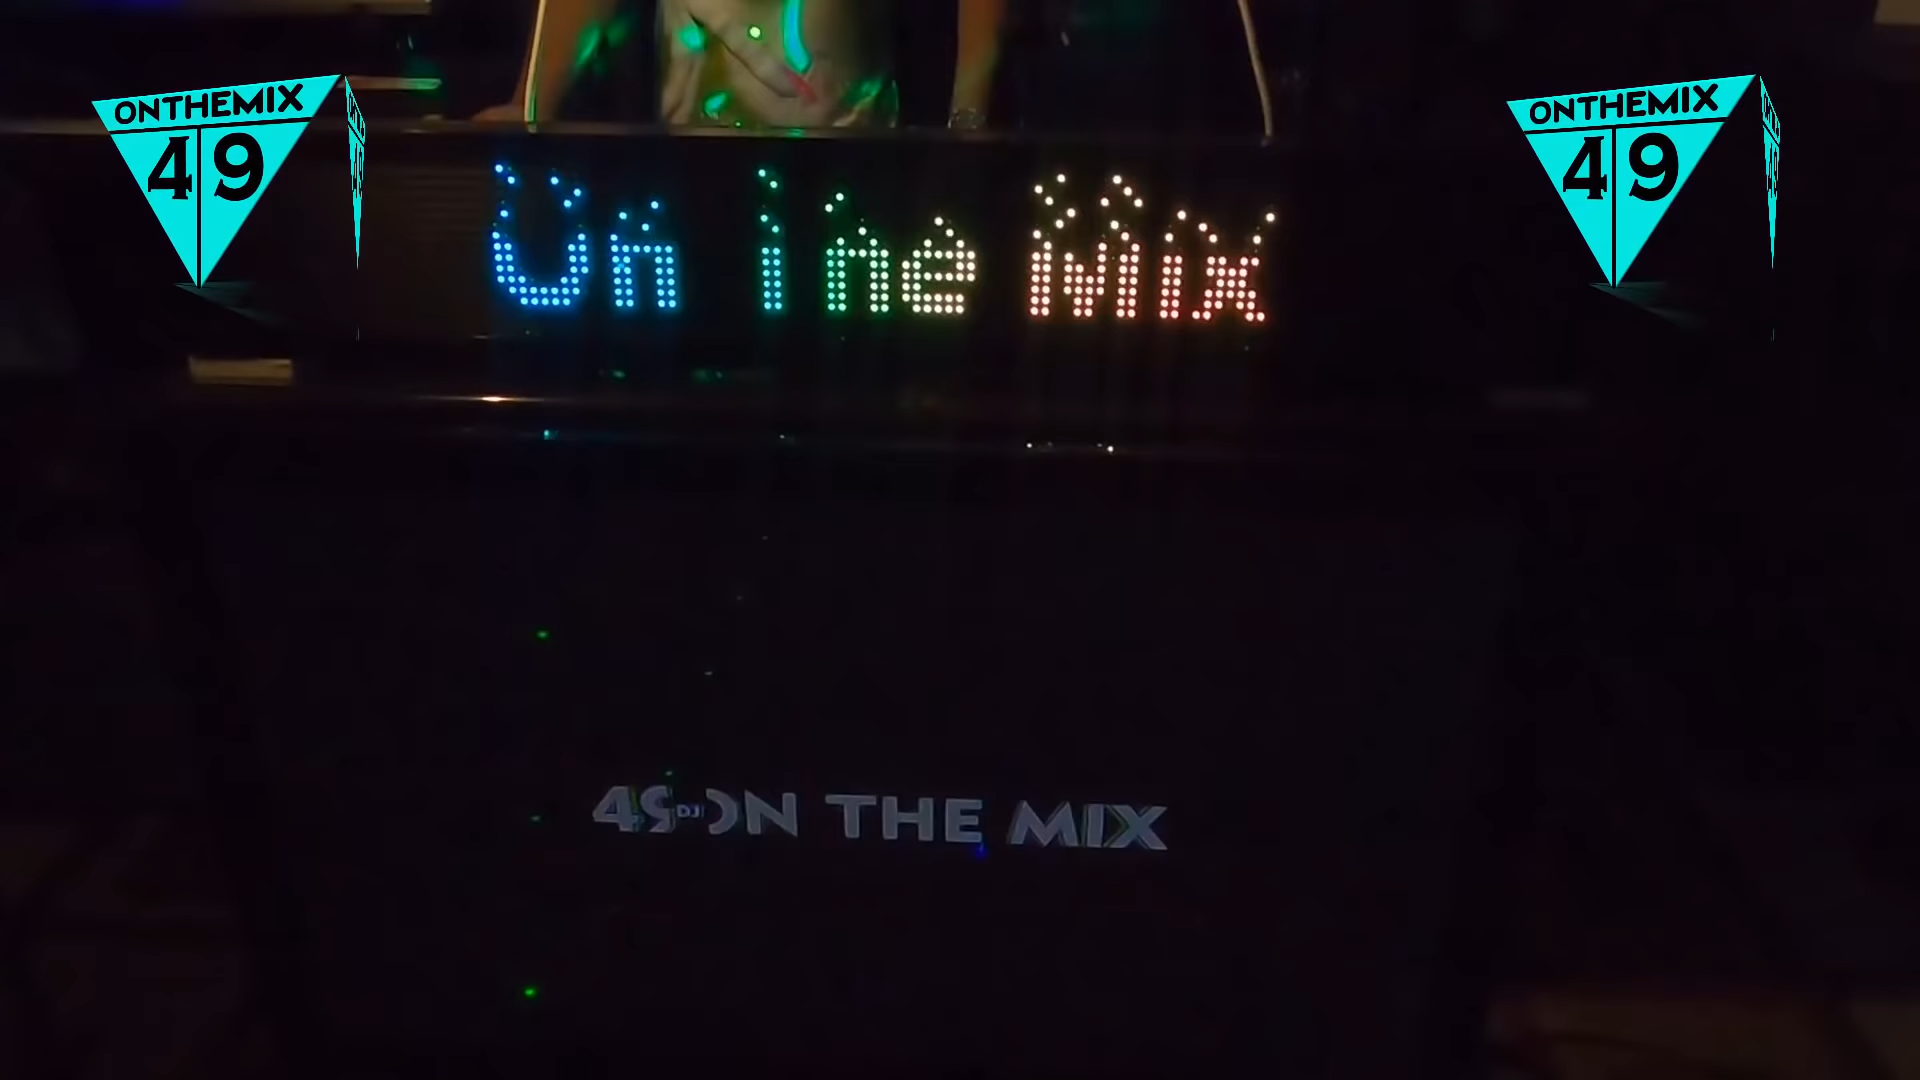 ONTHEMIX
49
ONTHEMIX
49
On The Mix
49 DJ ON THE MIX